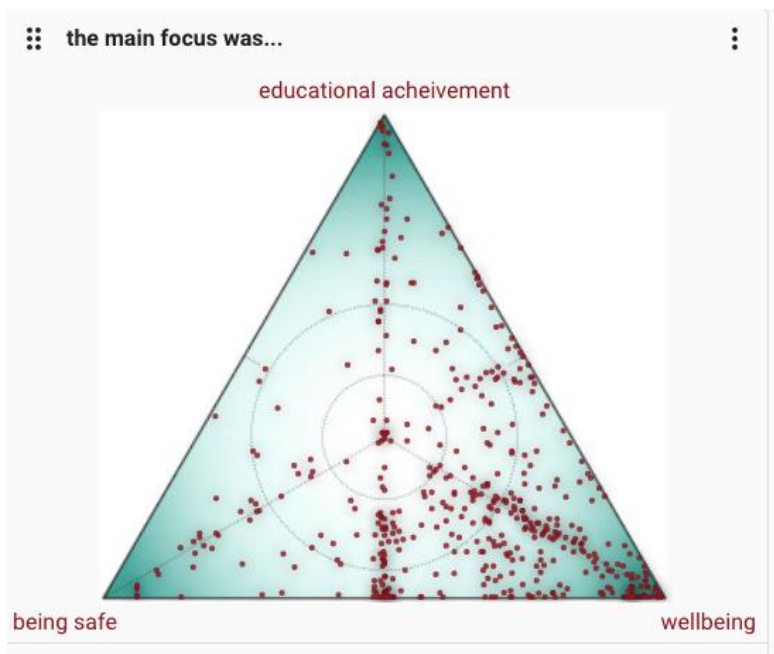 the main focus was...
educational acheivement
being safe
wellbeing